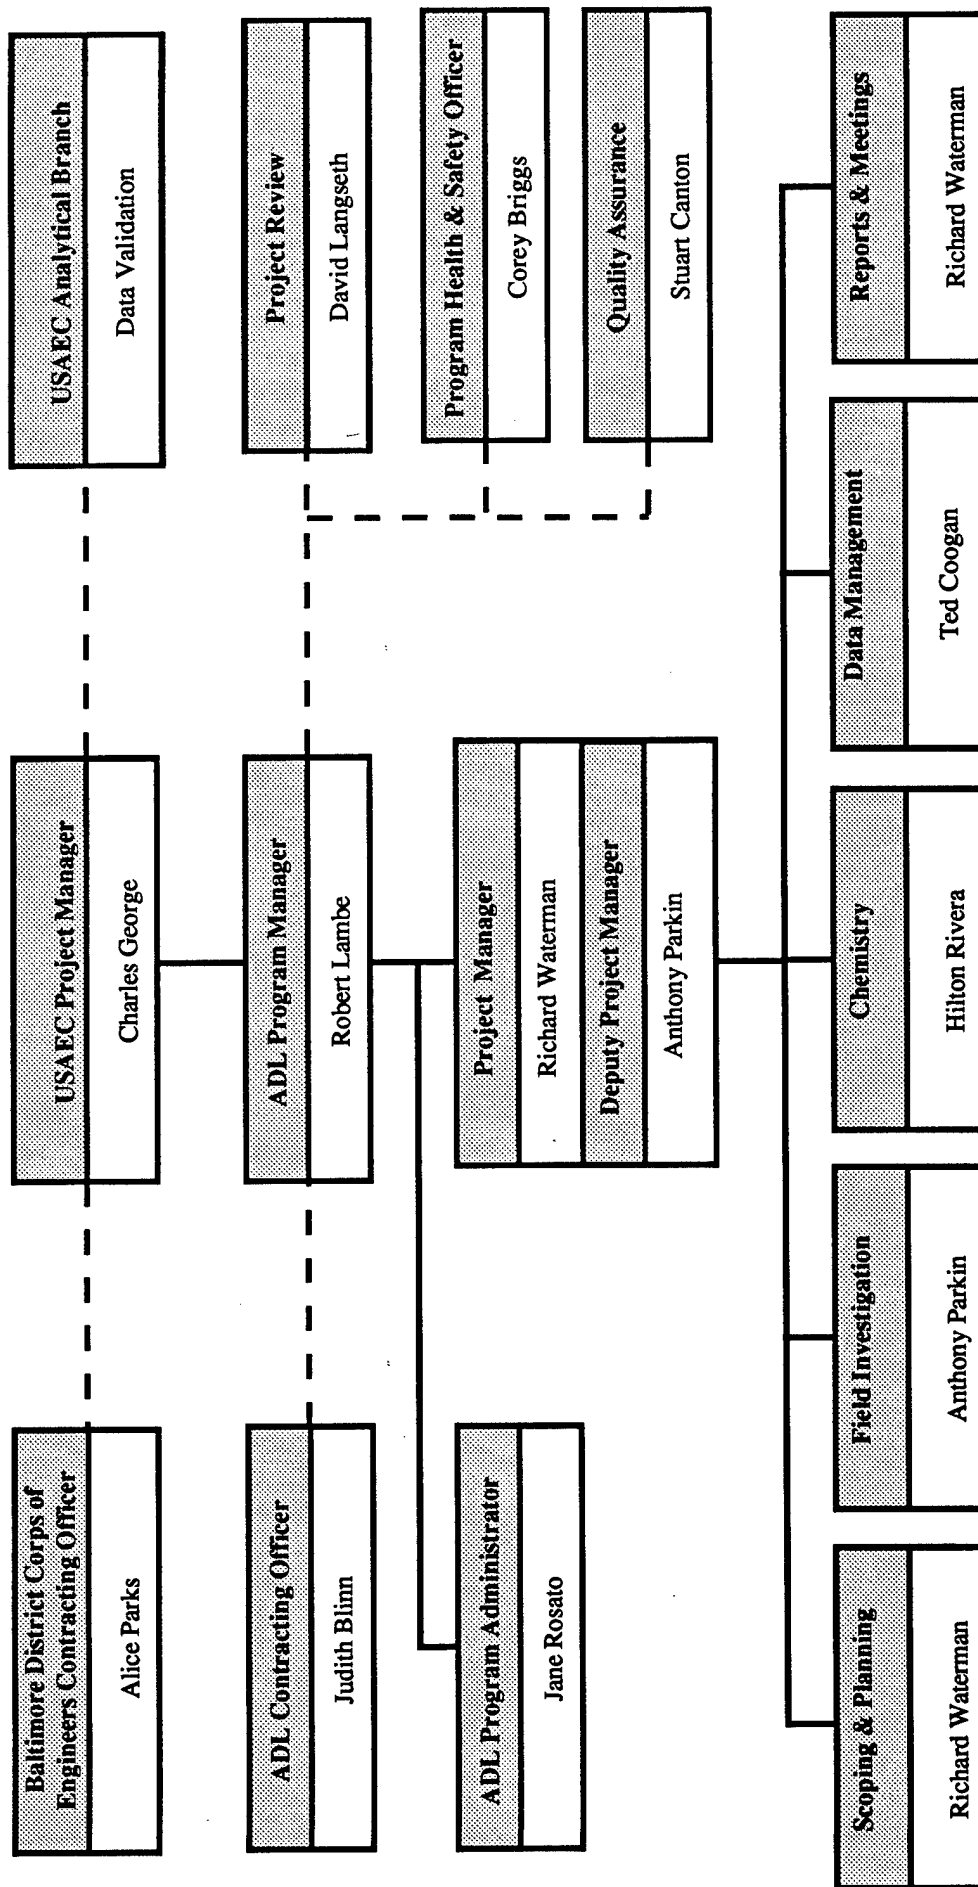 Baltimore District Corps of
Engineers Contracting Officer
Alice Parks
USAEC Project Manager
Charles George
USAEC Analytical Branch
Data Validation
ADL Contracting Officer
Judith Blinn
ADL Program Manager
Robert Lambe
Project Review
David Langseth
Program Health & Safety Officer
Corey Briggs
Quality Assurance
Stuart Canton
ADL Program Administrator
Jane Rosato
Project Manager
Richard Waterman
Deputy Project Manager
Anthony Parkin
Scoping & Planning
Richard Waterman
Field Investigation
Anthony Parkin
Chemistry
Hilton Rivera
Data Management
Ted Coogan
Reports & Meetings
Richard Waterman